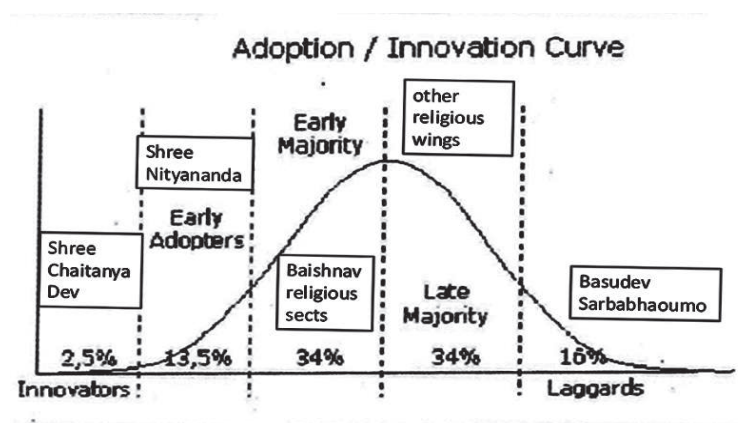 Adoption / Innovation Curve
Shree
Nityananda
Early
Majority
other
religious
wings
Shree
Chaitanya
Dev
Early
Adopters
Baishnav
religious
sects
Late
Majority
Basudev
Sarbabhaoumo
2,5%
13,5%
34%
34%
16%
Innovators
Laggards